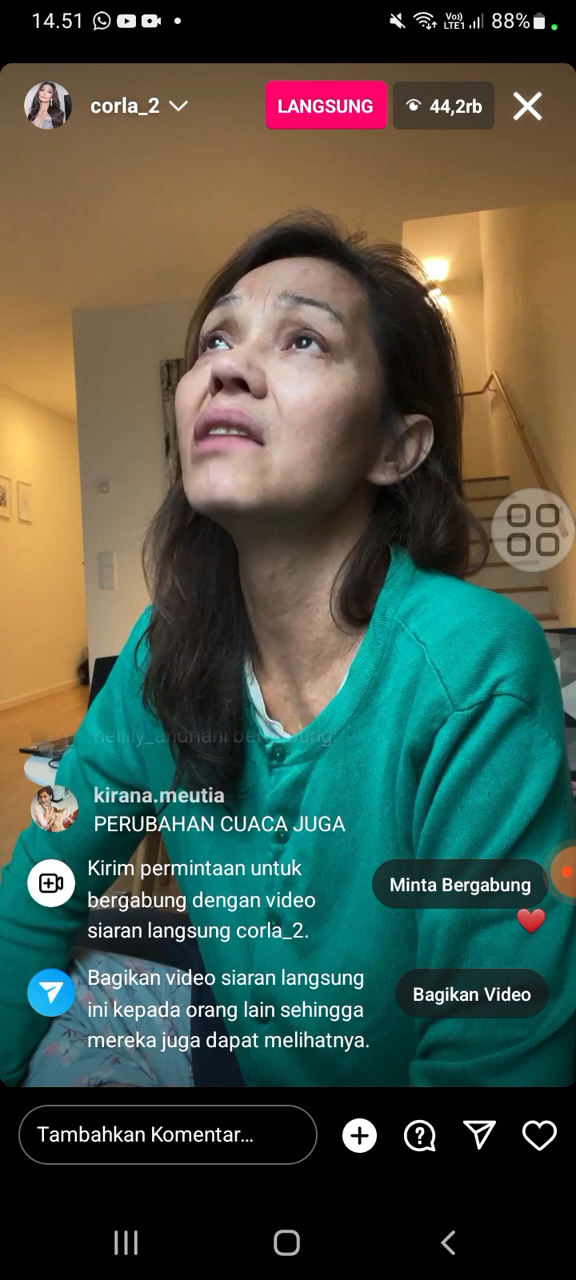 14.51
Vo))
LTE1
88%
corla_2
LANGSUNG
44,2rb
kirana.meutia
PERUBAHAN CUACA JUGA
Kirim permintaan untuk
bergabung dengan video
siaran langsung corla_2.
Minta Bergabung
Bagikan video siaran langsung
ini kepada orang lain sehingga
mereka juga dapat melihatnya.
Bagikan Video
Tambahkan Komentar...